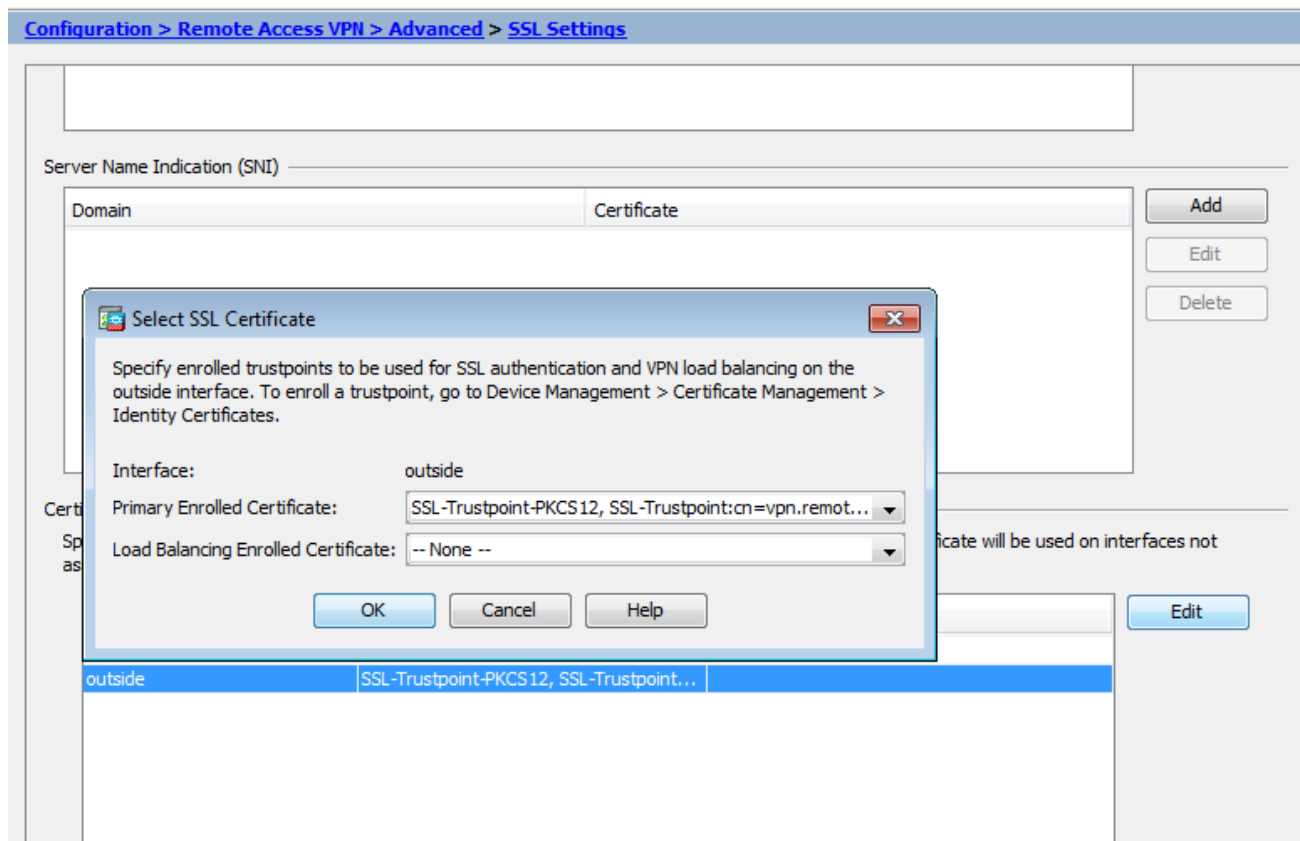 Configuration > Remote Access VPN > Advanced > SSL Settings
Server Name Indication (SNI)
Domain Certificate
Add
Edit
Delete
Select SSL Certificate
Specify enrolled trustpoints to be used for SSL authentication and VPN load balancing on the
outside interface. To enroll a trustpoint, go to Device Management > Certificate Management >
Identity Certificates.
Interface: outside
Primary Enrolled Certificate: SSL-Trustpoint-PKCS12, SSL-Trustpoint:cn=vpn.remot...
Load Balancing Enrolled Certificate: -- None --
OK Cancel Help
Certi
Sp ficate will be used on interfaces not
as
Edit
outside SSL-Trustpoint-PKCS12, SSL-Trustpoint...